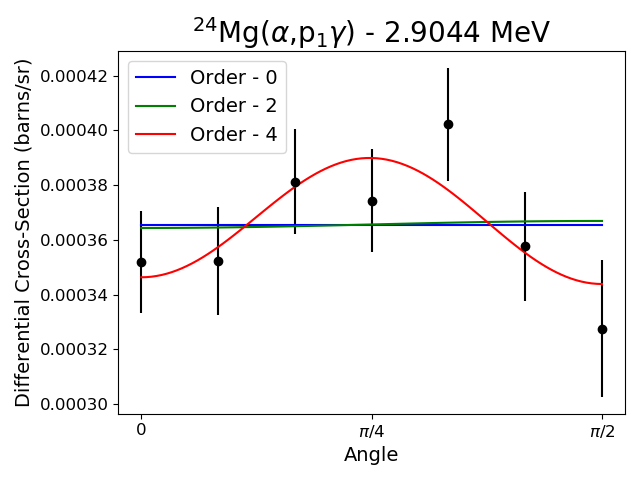 ²⁴Mg(α,p₁γ) - 2.9044 MeV
Differential Cross-Section (barns/sr)
0.00042
0.00040
0.00038
0.00036
0.00034
0.00032
0.00030
Order - 0
Order - 2
Order - 4
0
π/4
π/2
Angle